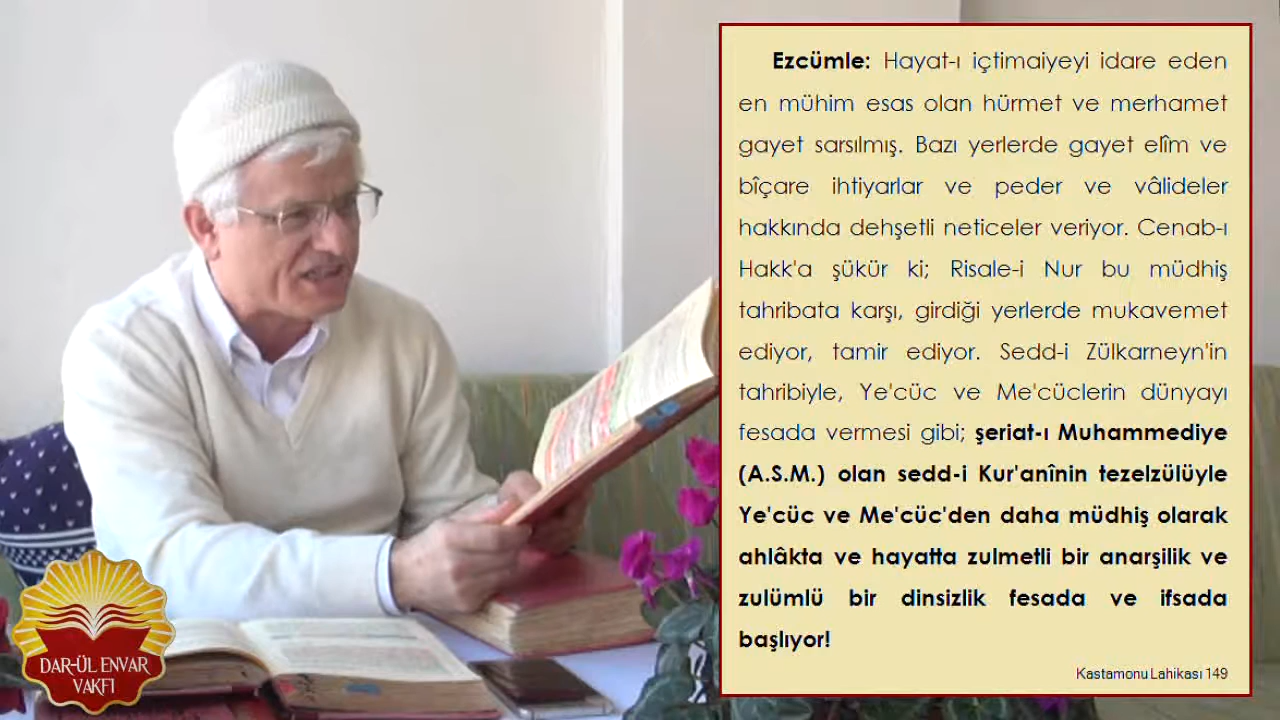 Ezcümle: Hayat-ı içtimaiyeyi idare eden
en mühim esas olan hürmet ve merhamet
gayet sarsılmış. Bazı yerlerde gayet elîm ve
bîçare ihtiyarlar ve peder ve vâlideler
hakkında dehşetli neticeler veriyor. Cenab-ı
Hakk'a şükür ki; Risale-i Nur bu müdhiş
tahribata karşı, girdiği yerlerde mukavemet
ediyor, tamir ediyor. Sedd-i Zülkarneyn'in
tahribiyle, Ye'cüc ve Me'cüclerin dünyayı
fesada vermesi gibi; şeriat-ı Muhammediye
(A.S.M.) olan sedd-i Kur'anînin tezelzülüyle
Ye'cüc ve Me'cüc'den daha müdhiş olarak
ahlâkta ve hayatta zulmetli bir anarşilik ve
zulümlü bir dinsizlik fesada ve ifsada
başlıyor!
Kastamonu Lahikası 149
DAR-ÜL ENVAR
VAKFI